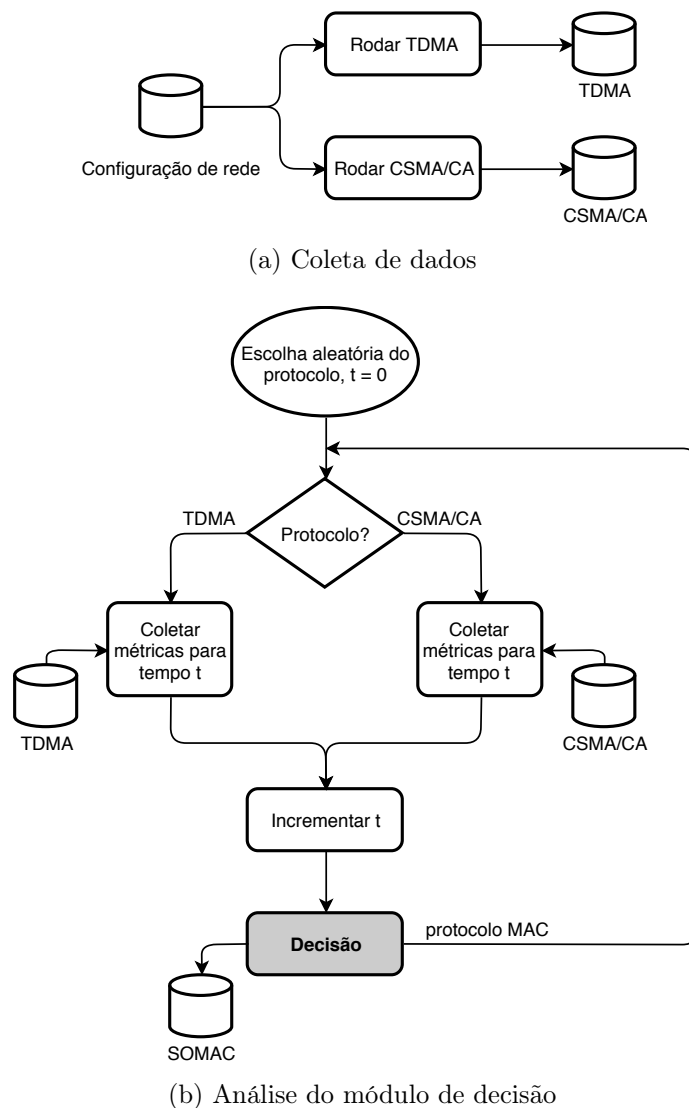 Rodar TDMA
TDMA
Configuração de rede
Rodar CSMA/CA
CSMA/CA
(a) Coleta de dados
Escolha aleatória do
protocolo, t = 0
TDMA
CSMA/CA
Protocolo?
Coletar
métricas para
tempo t
Coletar
métricas para
tempo t
TDMA
CSMA/CA
Incrementar t
Decisão
protocolo MAC
SOMAC
(b) Análise do módulo de decisão